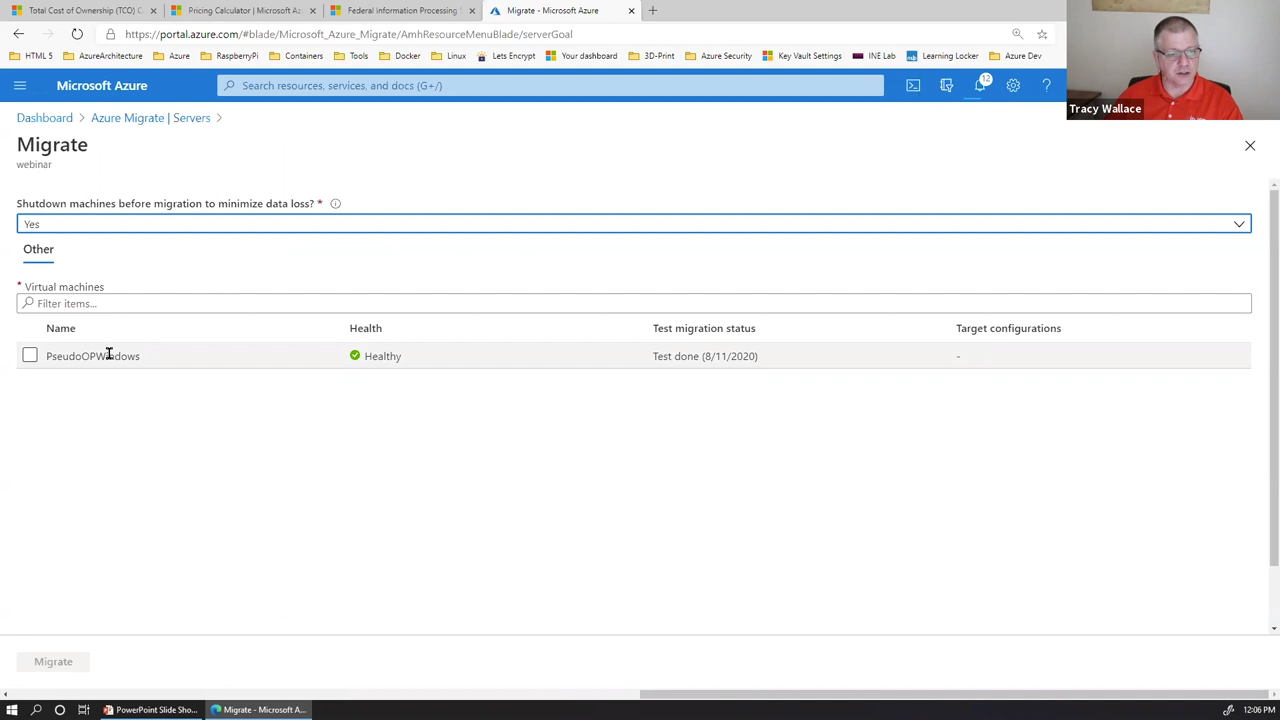 Total Cost of Ownership (TCO) C
Pricing Calculator | Microsoft Az
Federal Information Processing S
Migrate - Microsoft Azure
https://portal.azure.com/#blade/Microsoft_Azure_Migrate/AmhResourceMenuBlade/serverGoal
HTML 5
AzureArchitecture
Azure
RaspberryPi
Containers
Tools
Docker
Linux
Lets Encrypt
Your dashboard
3D-Print
Azure Security
Key Vault Settings
INE Lab
Learning Locker
Azure Dev
Microsoft Azure
Search resources, services, and docs (G+/)
12
Tracy Wallace
Dashboard
Azure Migrate | Servers
Migrate
webinar
Shutdown machines before migration to minimize data loss? *
Yes
Other
* Virtual machines
Filter items...
Name Health Test migration status Target configurations
PseudoOPWindows Healthy Test done (8/11/2020) -
Migrate
PowerPoint Slide Sho...
Migrate - Microsoft A...
12:06 PM